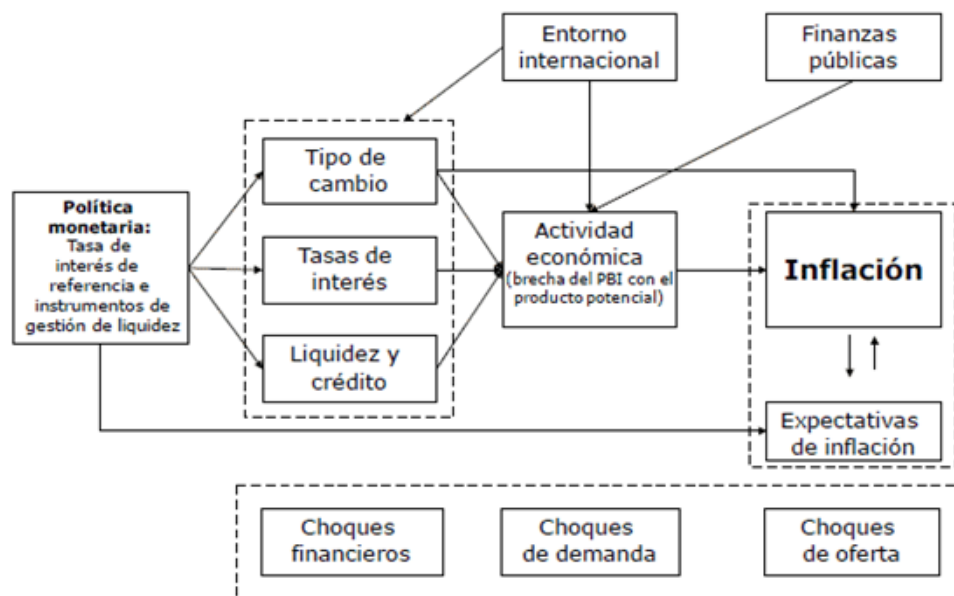 Entorno
internacional
Finanzas
públicas
Tipo de
cambio
Política
monetaria:
Tasa de
interés de
referencia e
instrumentos de
gestión de liquidez
Tasas de
interés
Actividad
económica
(brecha del PBI con el
producto potencial)
Inflación
Liquidez y
crédito
Expectativas
de inflación
Choques
financieros
Choques
de demanda
Choques
de oferta